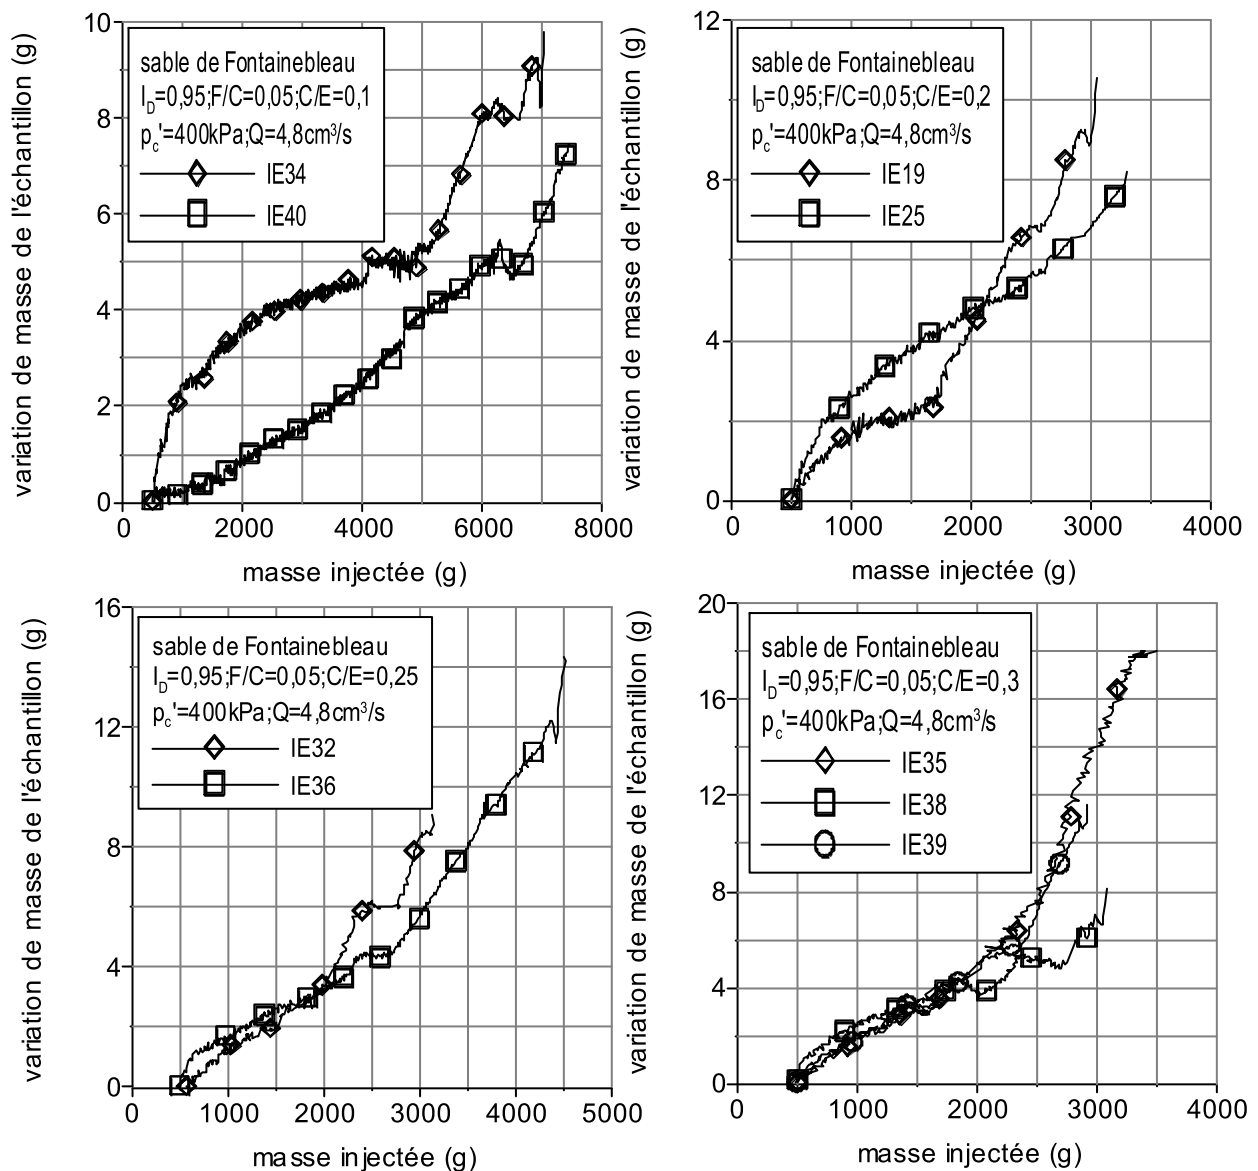 variation de masse de l'échantillon (g)
10
8
6
4
2
0
sable de Fontainebleau
I_D=0,95;F/C=0,05;C/E=0,1
p_c'=400kPa;Q=4,8cm³/s
IE34
IE40
0 2000 4000 6000 8000
masse injectée (g)
variation de masse de l'échantillon (g)
12
8
4
0
sable de Fontainebleau
I_D=0,95;F/C=0,05;C/E=0,2
p_c'=400kPa;Q=4,8cm³/s
IE19
IE25
0 1000 2000 3000 4000
masse injectée (g)
variation de masse de l'échantillon (g)
16
12
8
4
0
sable de Fontainebleau
I_D=0,95;F/C=0,05;C/E=0,25
p_c'=400kPa;Q=4,8cm³/s
IE32
IE36
0 1000 2000 3000 4000 5000
masse injectée (g)
variation de masse de l'échantillon (g)
20
16
12
8
4
0
sable de Fontainebleau
I_D=0,95;F/C=0,05;C/E=0,3
p_c'=400kPa;Q=4,8cm³/s
IE35
IE38
IE39
0 1000 2000 3000 4000
masse injectée (g)